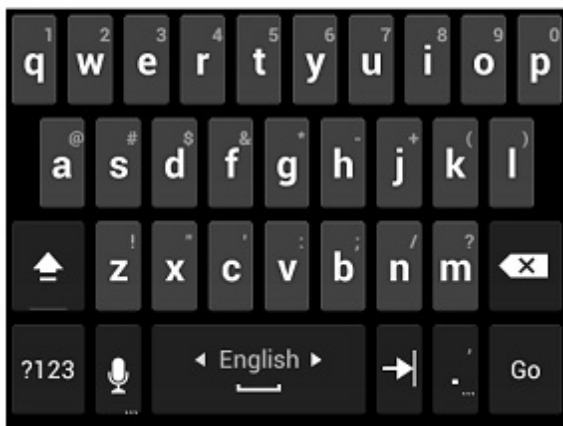 1 2 3 4 5 6 7 8 9 0
q w e r t y u i o p
@ # $ & * - + ( )
a s d f g h j k l
! " ' : ; / ?
z x c v b n m
?123 English . , ... Go